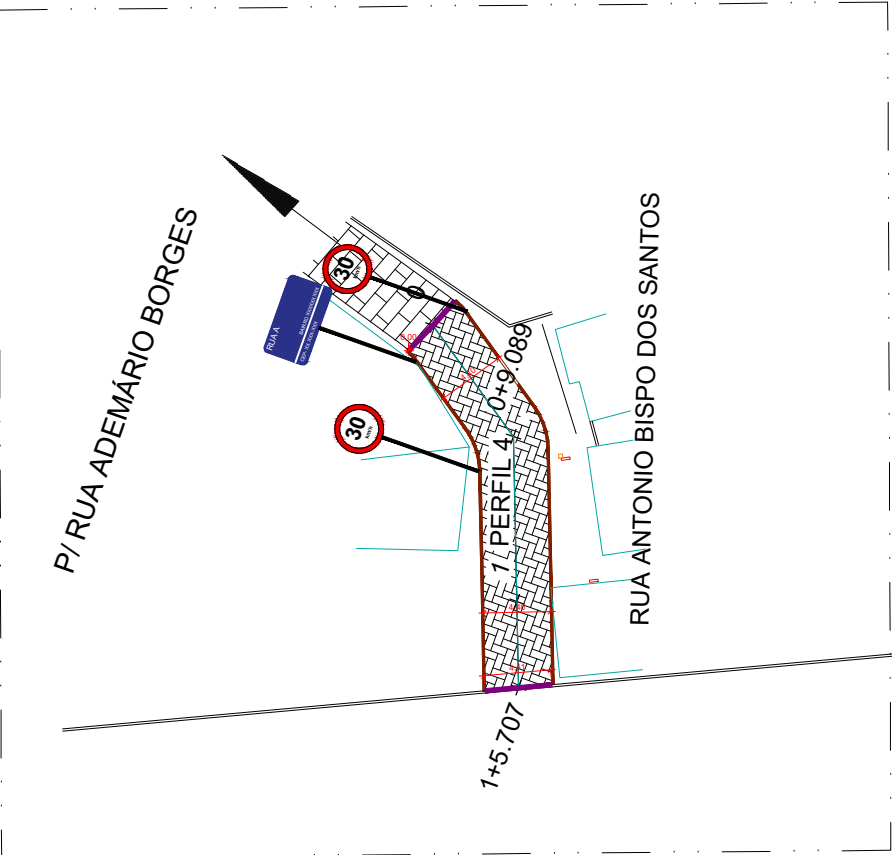 P/ RUA ADEMÁRIO BORGES
30
RUA A
0
0+9.089
30
PERFIL 4
1
RUA ANTONIO BISPO DOS SANTOS
1+5.707